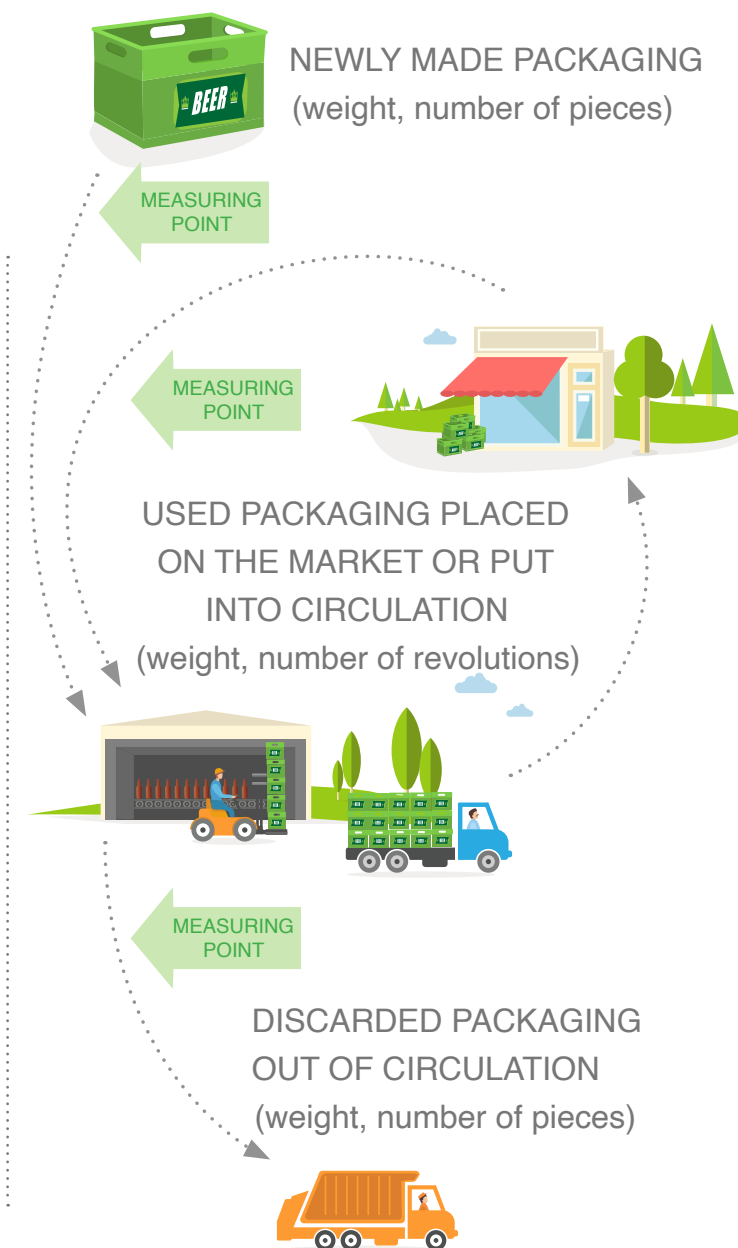 BEER
NEWLY MADE PACKAGING
(weight, number of pieces)
MEASURING
POINT
MEASURING
POINT
USED PACKAGING PLACED
ON THE MARKET OR PUT
INTO CIRCULATION
(weight, number of revolutions)
MEASURING
POINT
DISCARDED PACKAGING
OUT OF CIRCULATION
(weight, number of pieces)